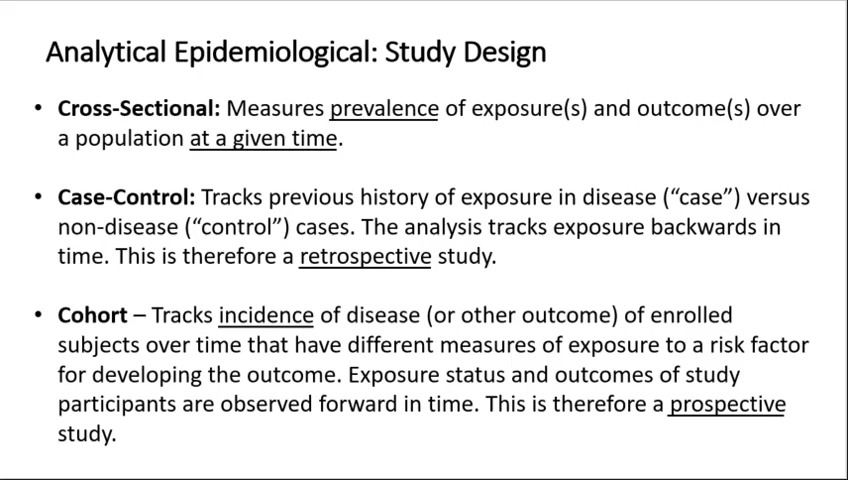 Analytical Epidemiological: Study Design
• Cross-Sectional: Measures prevalence of exposure(s) and outcome(s) over
a population at a given time.
• Case-Control: Tracks previous history of exposure in disease (“case”) versus
non-disease (“control”) cases. The analysis tracks exposure backwards in
time. This is therefore a retrospective study.
• Cohort – Tracks incidence of disease (or other outcome) of enrolled
subjects over time that have different measures of exposure to a risk factor
for developing the outcome. Exposure status and outcomes of study
participants are observed forward in time. This is therefore a prospective
study.